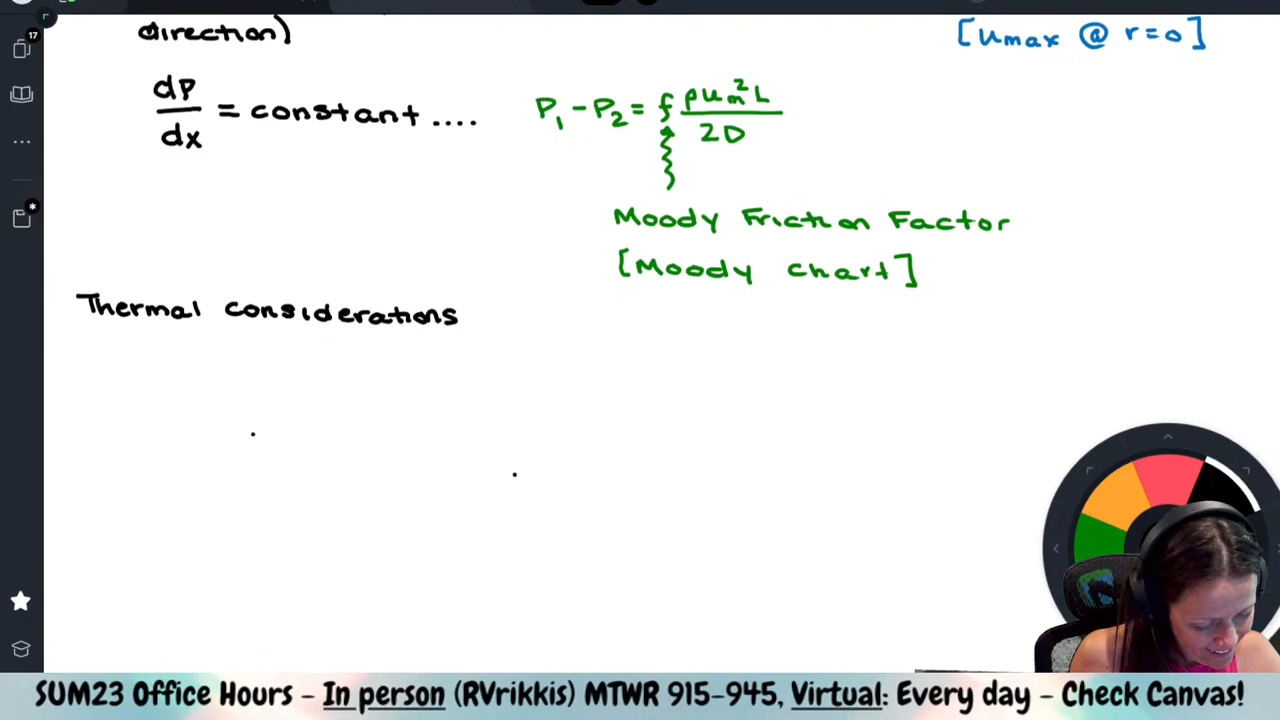 17
direction)
[umax @ r=0]
dP/dx = constant ....
P₁ - P₂ = f ρum²L/2D
Moody Friction Factor
[Moody chart]
Thermal considerations
SUM23 Office Hours - In person (RVrikkis) MTWR 915-945, Virtual: Every day - Check Canvas!